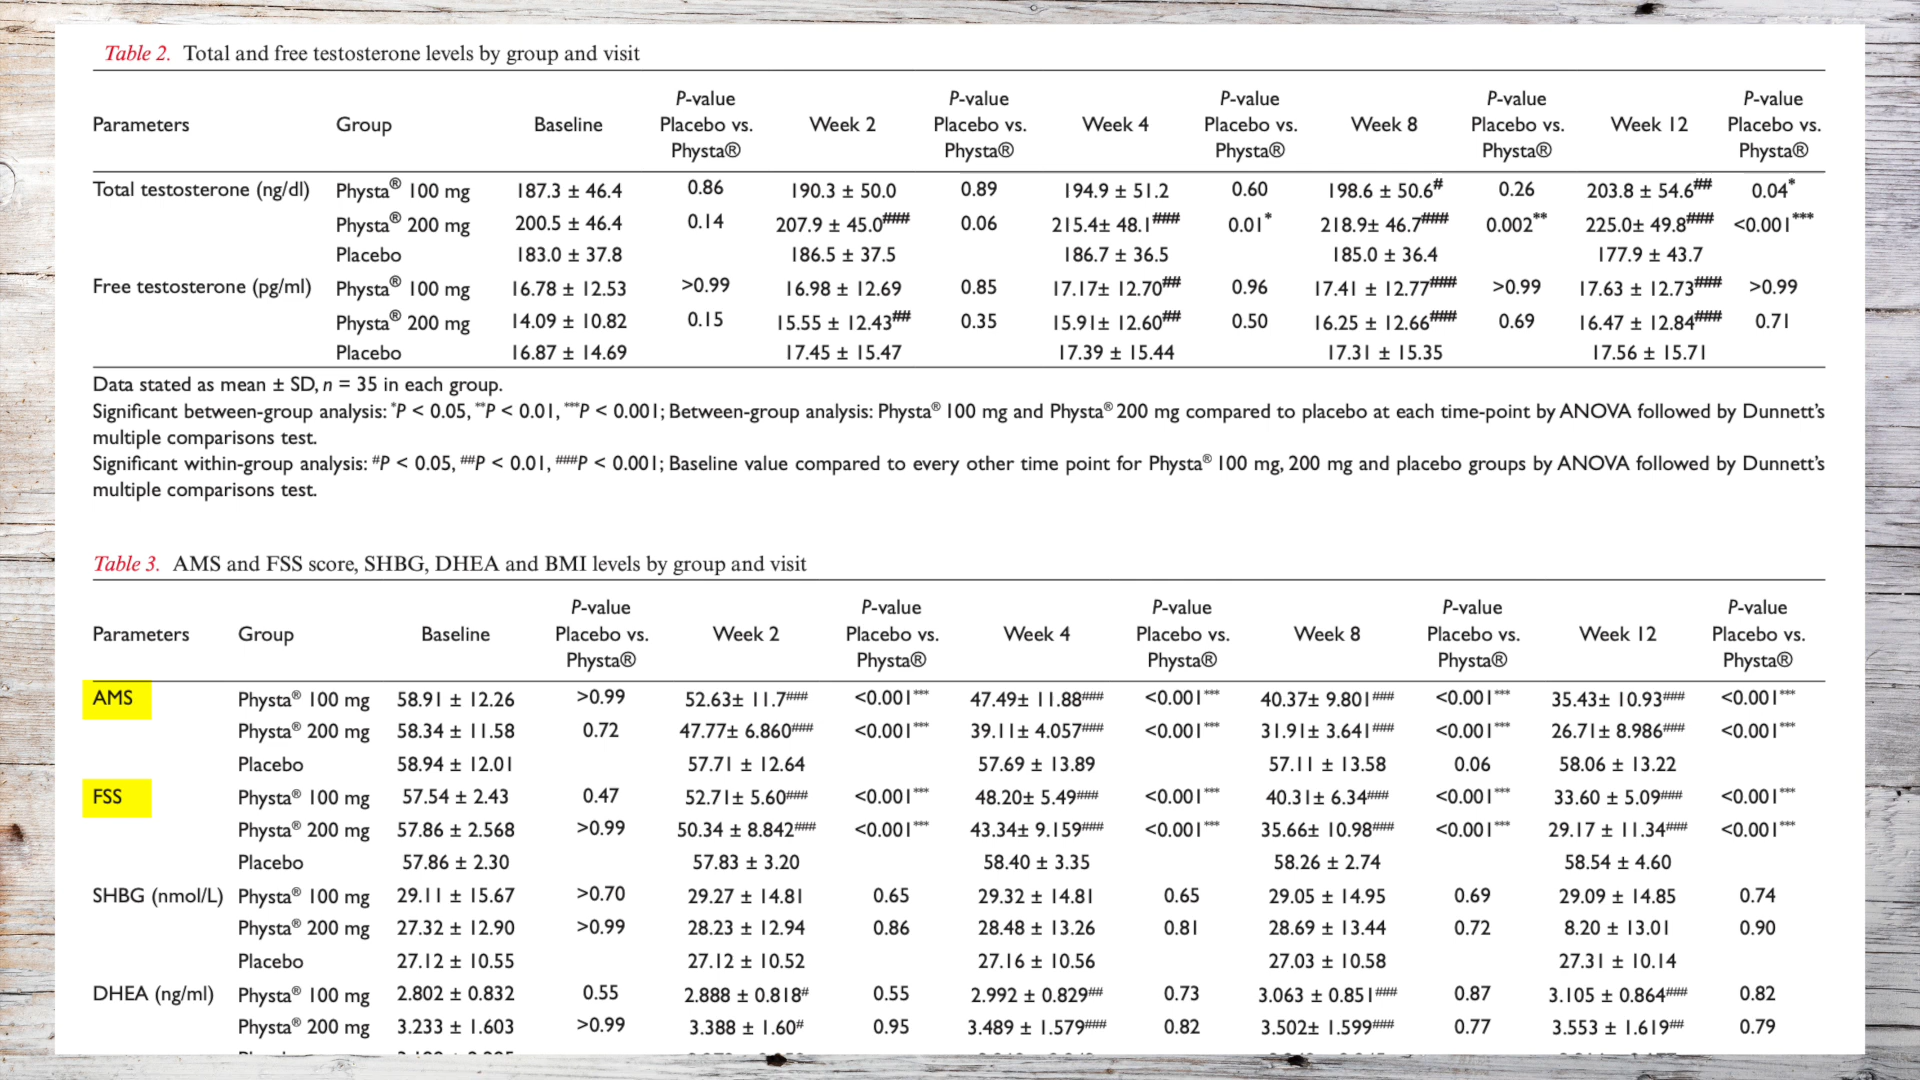 Table 2. Total and free testosterone levels by group and visit
Parameters Group Baseline P-value Placebo vs. Physta® Week 2 P-value Placebo vs. Physta® Week 4 P-value Placebo vs. Physta® Week 8 P-value Placebo vs. Physta® Week 12 P-value Placebo vs. Physta®
Total testosterone (ng/dl) Physta® 100 mg 187.3 ± 46.4 0.86 190.3 ± 50.0 0.89 194.9 ± 51.2 0.60 198.6 ± 50.6# 0.26 203.8 ± 54.6## 0.04*
Physta® 200 mg 200.5 ± 46.4 0.14 207.9 ± 45.0### 0.06 215.4± 48.1### 0.01* 218.9± 46.7### 0.002** 225.0± 49.8### <0.001***
Placebo 183.0 ± 37.8 186.5 ± 37.5 186.7 ± 36.5 185.0 ± 36.4 177.9 ± 43.7
Free testosterone (pg/ml) Physta® 100 mg 16.78 ± 12.53 >0.99 16.98 ± 12.69 0.85 17.17± 12.70## 0.96 17.41 ± 12.77### >0.99 17.63 ± 12.73### >0.99
Physta® 200 mg 14.09 ± 10.82 0.15 15.55 ± 12.43## 0.35 15.91± 12.60## 0.50 16.25 ± 12.66### 0.69 16.47 ± 12.84### 0.71
Placebo 16.87 ± 14.69 17.45 ± 15.47 17.39 ± 15.44 17.31 ± 15.35 17.56 ± 15.71
Data stated as mean ± SD, n = 35 in each group.
Significant between-group analysis: *P < 0.05, **P < 0.01, ***P < 0.001; Between-group analysis: Physta® 100 mg and Physta® 200 mg compared to placebo at each time-point by ANOVA followed by Dunnett's
multiple comparisons test.
Significant within-group analysis: #P < 0.05, ##P < 0.01, ###P < 0.001; Baseline value compared to every other time point for Physta® 100 mg, 200 mg and placebo groups by ANOVA followed by Dunnett's
multiple comparisons test.
Table 3. AMS and FSS score, SHBG, DHEA and BMI levels by group and visit
Parameters Group Baseline P-value Placebo vs. Physta® Week 2 P-value Placebo vs. Physta® Week 4 P-value Placebo vs. Physta® Week 8 P-value Placebo vs. Physta® Week 12 P-value Placebo vs. Physta®
AMS Physta® 100 mg 58.91 ± 12.26 >0.99 52.63± 11.7### <0.001*** 47.49± 11.88### <0.001*** 40.37± 9.801### <0.001*** 35.43± 10.93### <0.001***
Physta® 200 mg 58.34 ± 11.58 0.72 47.77± 6.860### <0.001*** 39.11± 4.057### <0.001*** 31.91± 3.641### <0.001*** 26.71± 8.986### <0.001***
Placebo 58.94 ± 12.01 57.71 ± 12.64 57.69 ± 13.89 57.11 ± 13.58 0.06 58.06 ± 13.22
FSS Physta® 100 mg 57.54 ± 2.43 0.47 52.71± 5.60### <0.001*** 48.20± 5.49### <0.001*** 40.31± 6.34### <0.001*** 33.60 ± 5.09### <0.001***
Physta® 200 mg 57.86 ± 2.568 >0.99 50.34 ± 8.842### <0.001*** 43.34± 9.159### <0.001*** 35.66± 10.98### <0.001*** 29.17 ± 11.34### <0.001***
Placebo 57.86 ± 2.30 57.83 ± 3.20 58.40 ± 3.35 58.26 ± 2.74 58.54 ± 4.60
SHBG (nmol/L) Physta® 100 mg 29.11 ± 15.67 >0.70 29.27 ± 14.81 0.65 29.32 ± 14.81 0.65 29.05 ± 14.95 0.69 29.09 ± 14.85 0.74
Physta® 200 mg 27.32 ± 12.90 >0.99 28.23 ± 12.94 0.86 28.48 ± 13.26 0.81 28.69 ± 13.44 0.72 8.20 ± 13.01 0.90
Placebo 27.12 ± 10.55 27.12 ± 10.52 27.16 ± 10.56 27.03 ± 10.58 27.31 ± 10.14
DHEA (ng/ml) Physta® 100 mg 2.802 ± 0.832 0.55 2.888 ± 0.818# 0.55 2.992 ± 0.829## 0.73 3.063 ± 0.851### 0.87 3.105 ± 0.864### 0.82
Physta® 200 mg 3.233 ± 1.603 >0.99 3.388 ± 1.60# 0.95 3.489 ± 1.579### 0.82 3.502± 1.599### 0.77 3.553 ± 1.619## 0.79